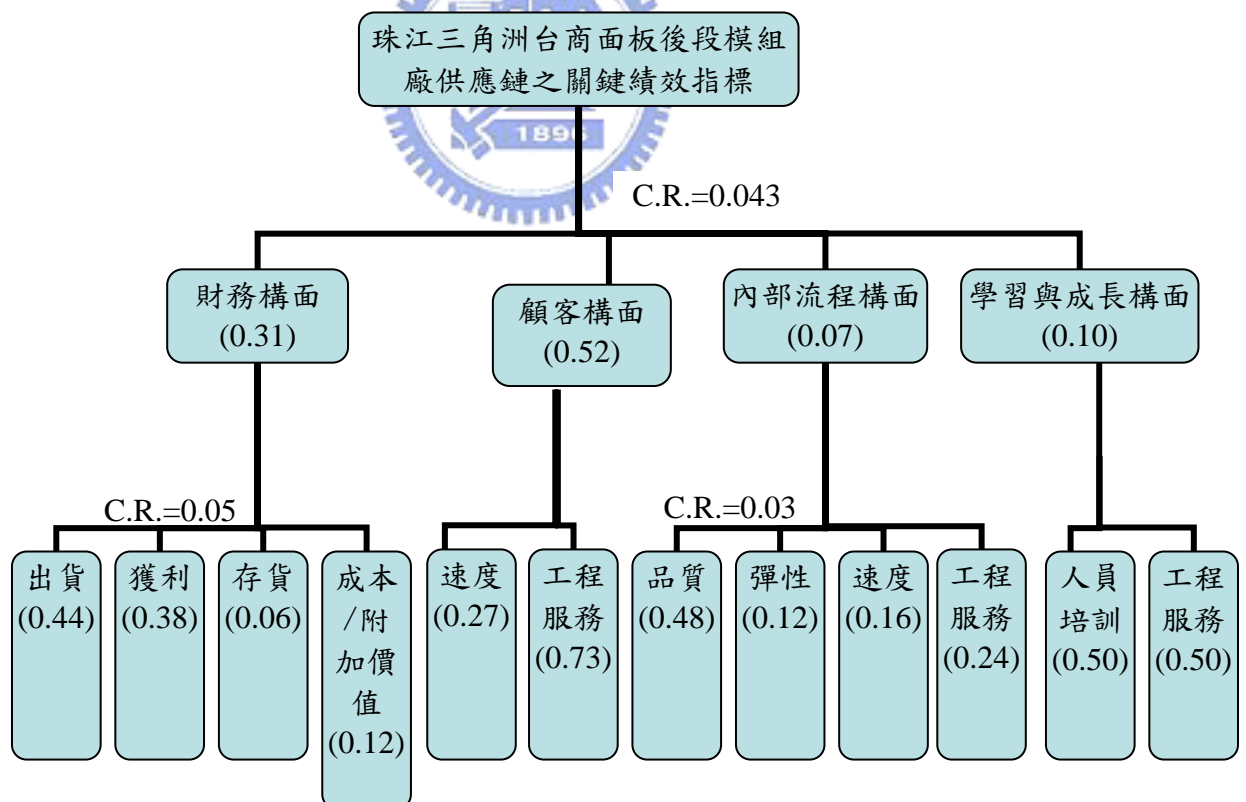 珠江三角洲台商面板後段模組
廠供應鏈之關鍵績效指標
1896
C.R.=0.043
財務構面
(0.31)
顧客構面
(0.52)
內部流程構面
(0.07)
學習與成長構面
(0.10)
C.R.=0.05
C.R.=0.03
出貨
(0.44)
獲利
(0.38)
存貨
(0.06)
成本
/附
加價
值
(0.12)
速度
(0.27)
工程
服務
(0.73)
品質
(0.48)
彈性
(0.12)
速度
(0.16)
工程
服務
(0.24)
人員
培訓
(0.50)
工程
服務
(0.50)